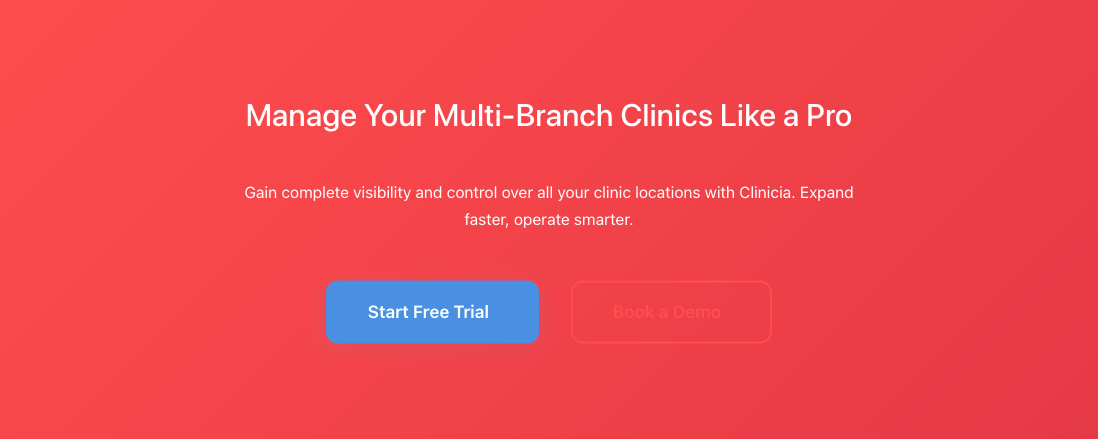 Manage Your Multi-Branch Clinics Like a Pro
Gain complete visibility and control over all your clinic locations with Clinicia. Expand
faster, operate smarter.
Start Free Trial
Book a Demo